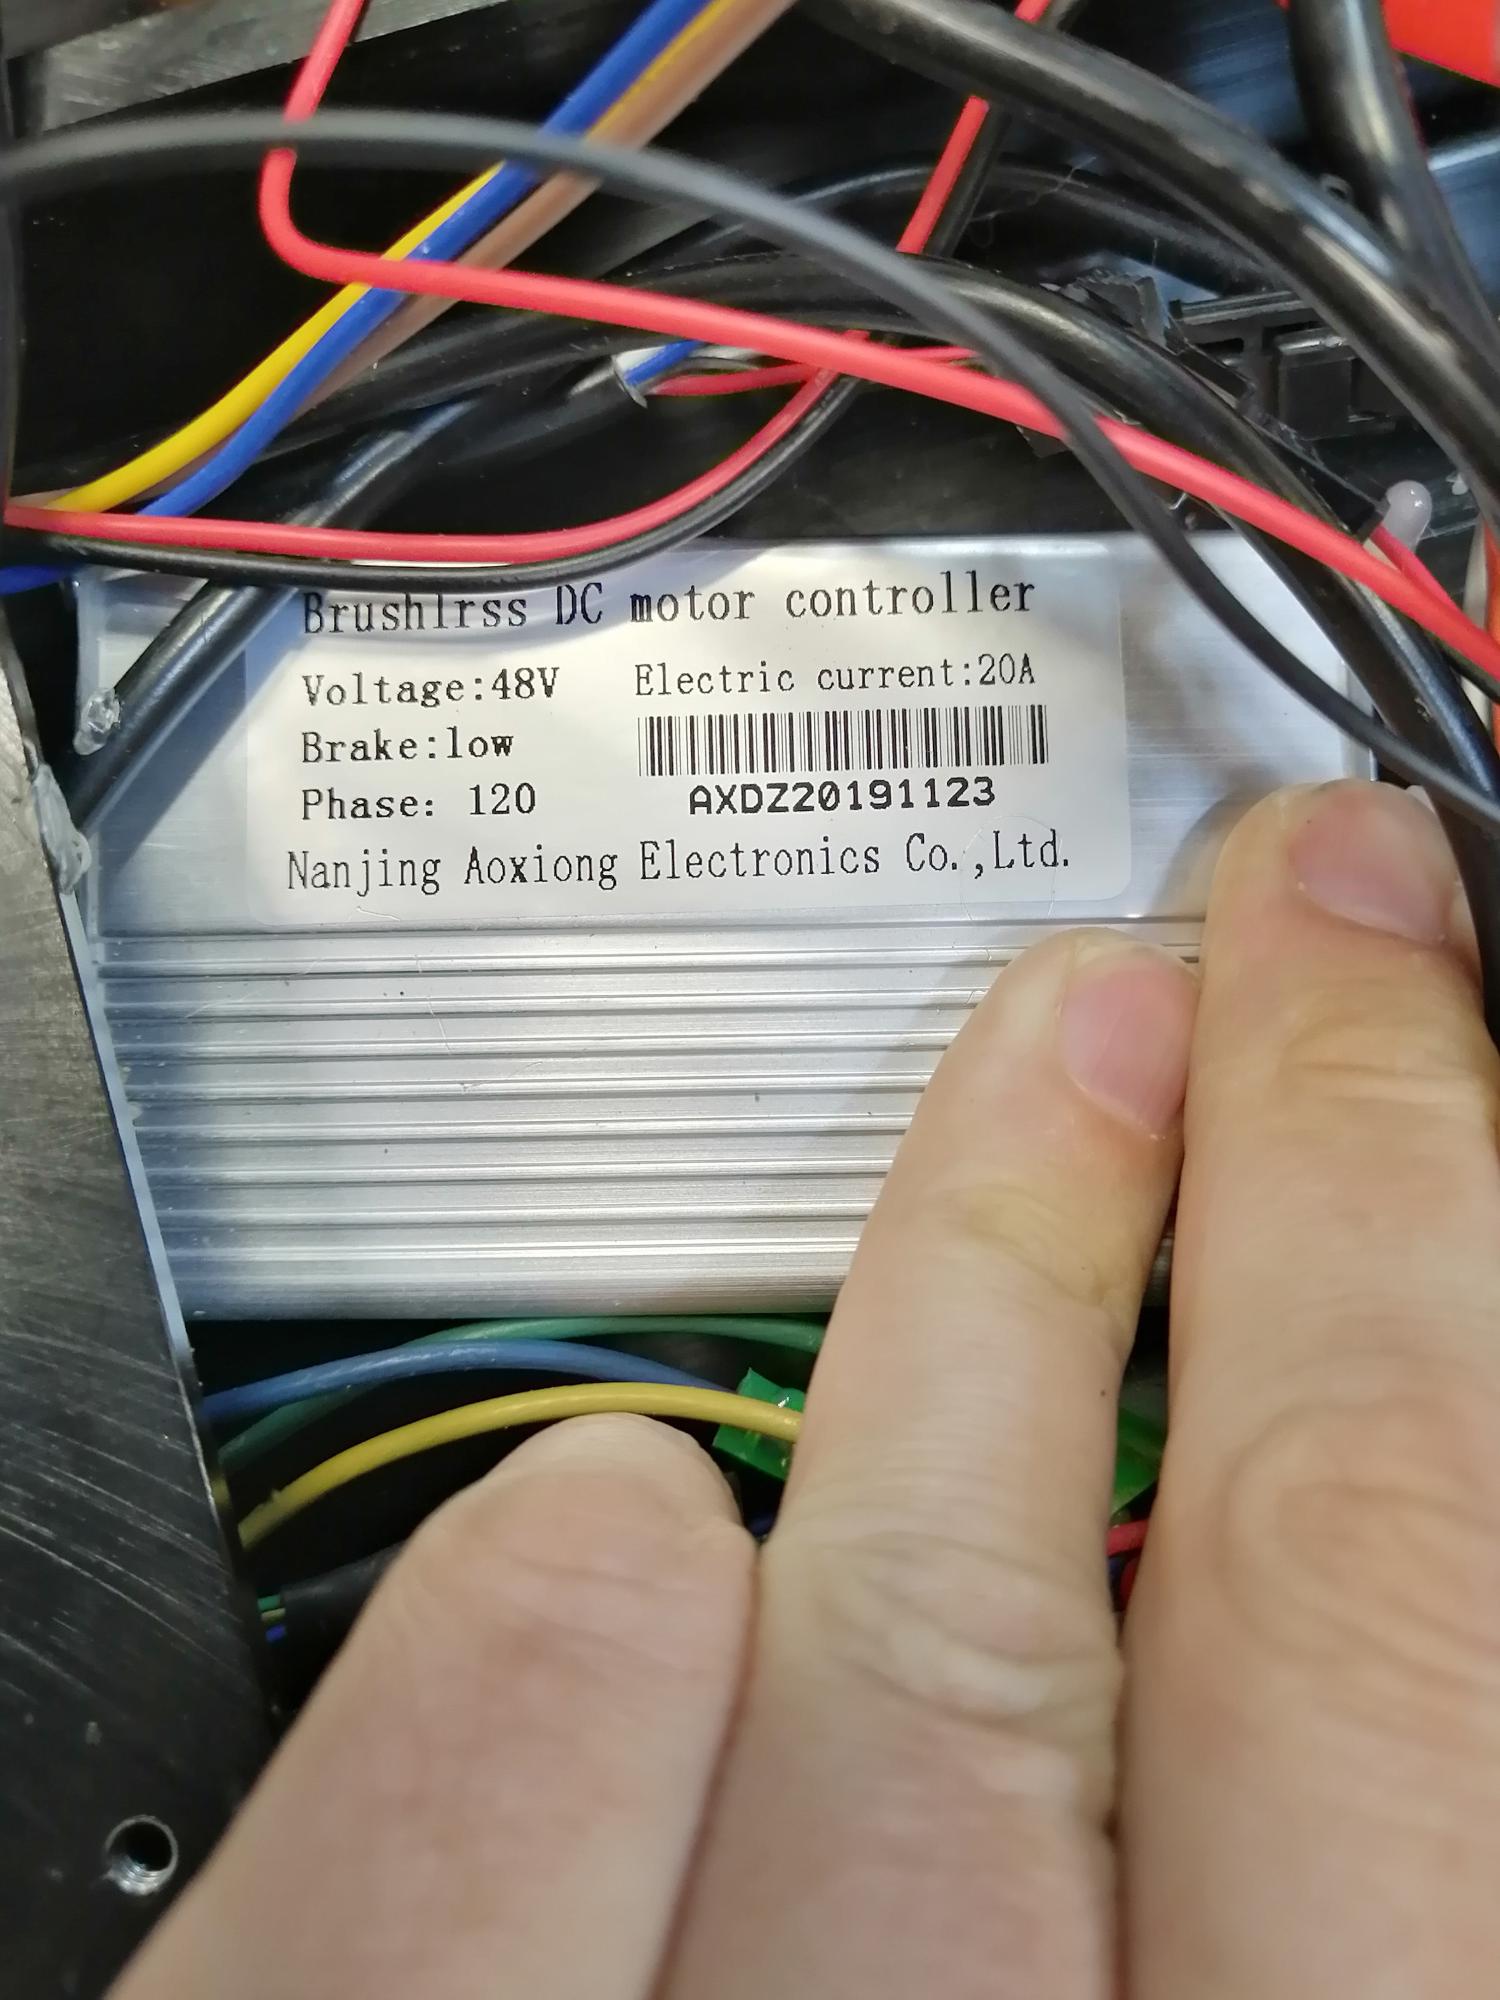 Brushlrss DC motor controller
Voltage:48V Electric current:20A
Brake:low
Phase: 120 AXDZ20191123
Nanjing Aoxiong Electronics Co.,Ltd.